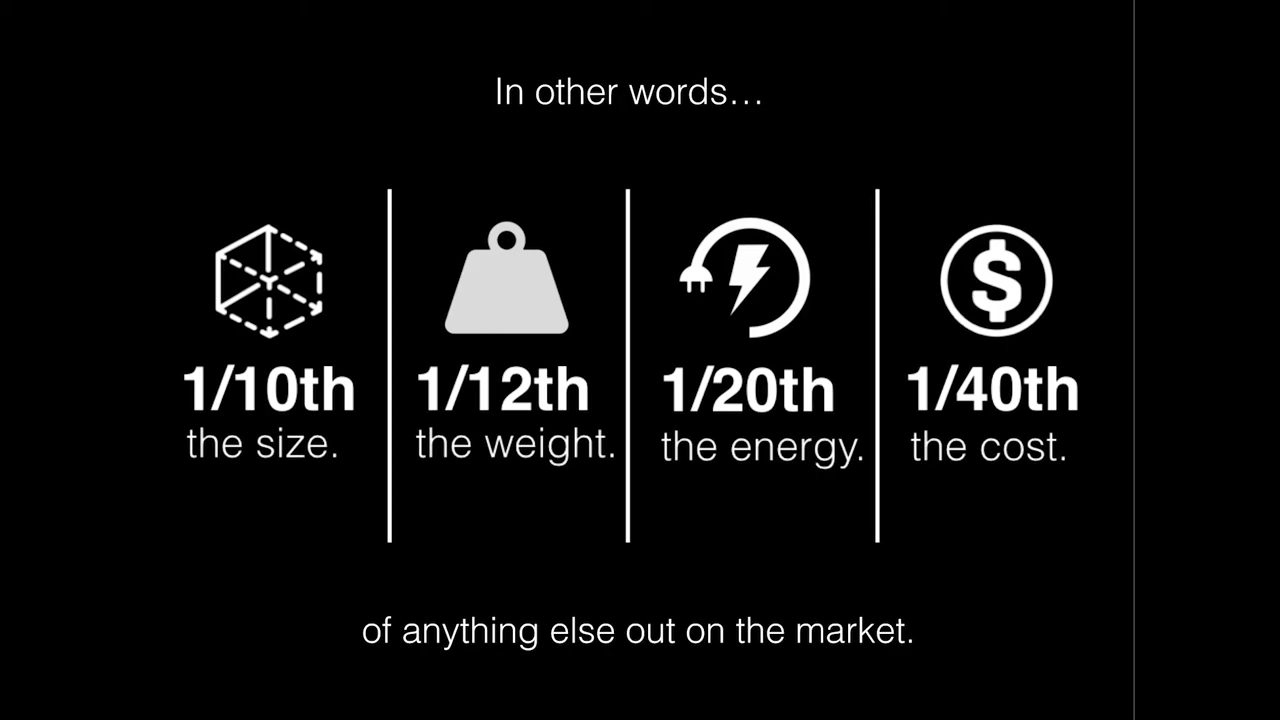 In other words…
1/10th
the size.
1/12th
the weight.
1/20th
the energy.
$
1/40th
the cost.
of anything else out on the market.